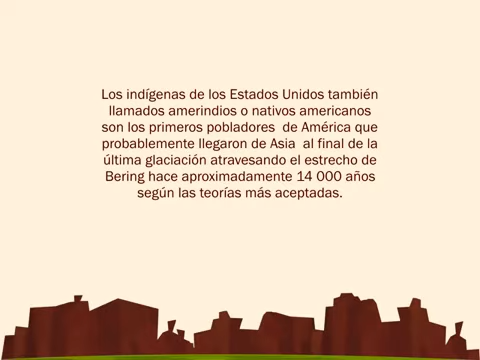 Los indígenas de los Estados Unidos también
llamados amerindios o nativos americanos
son los primeros pobladores  de América que
probablemente llegaron de Asia  al final de la
última glaciación atravesando el estrecho de
Bering hace aproximadamente 14 000 años
según las teorías más aceptadas.